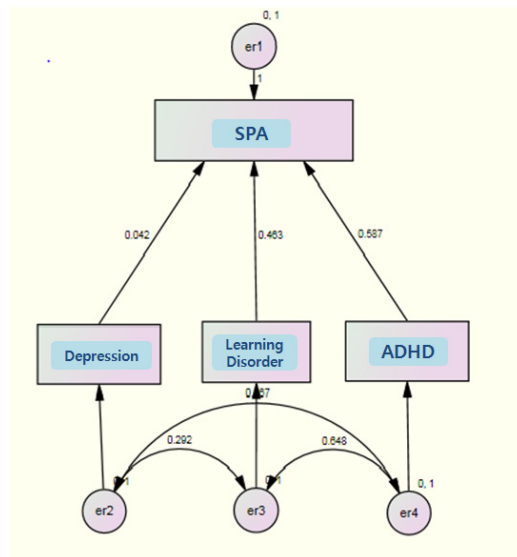 0, 1
er1
1
SPA
0.042
0.463
0.587
Depression
Learning
Disorder
ADHD
0.292
0.648
0, 1
er2
er3
er4